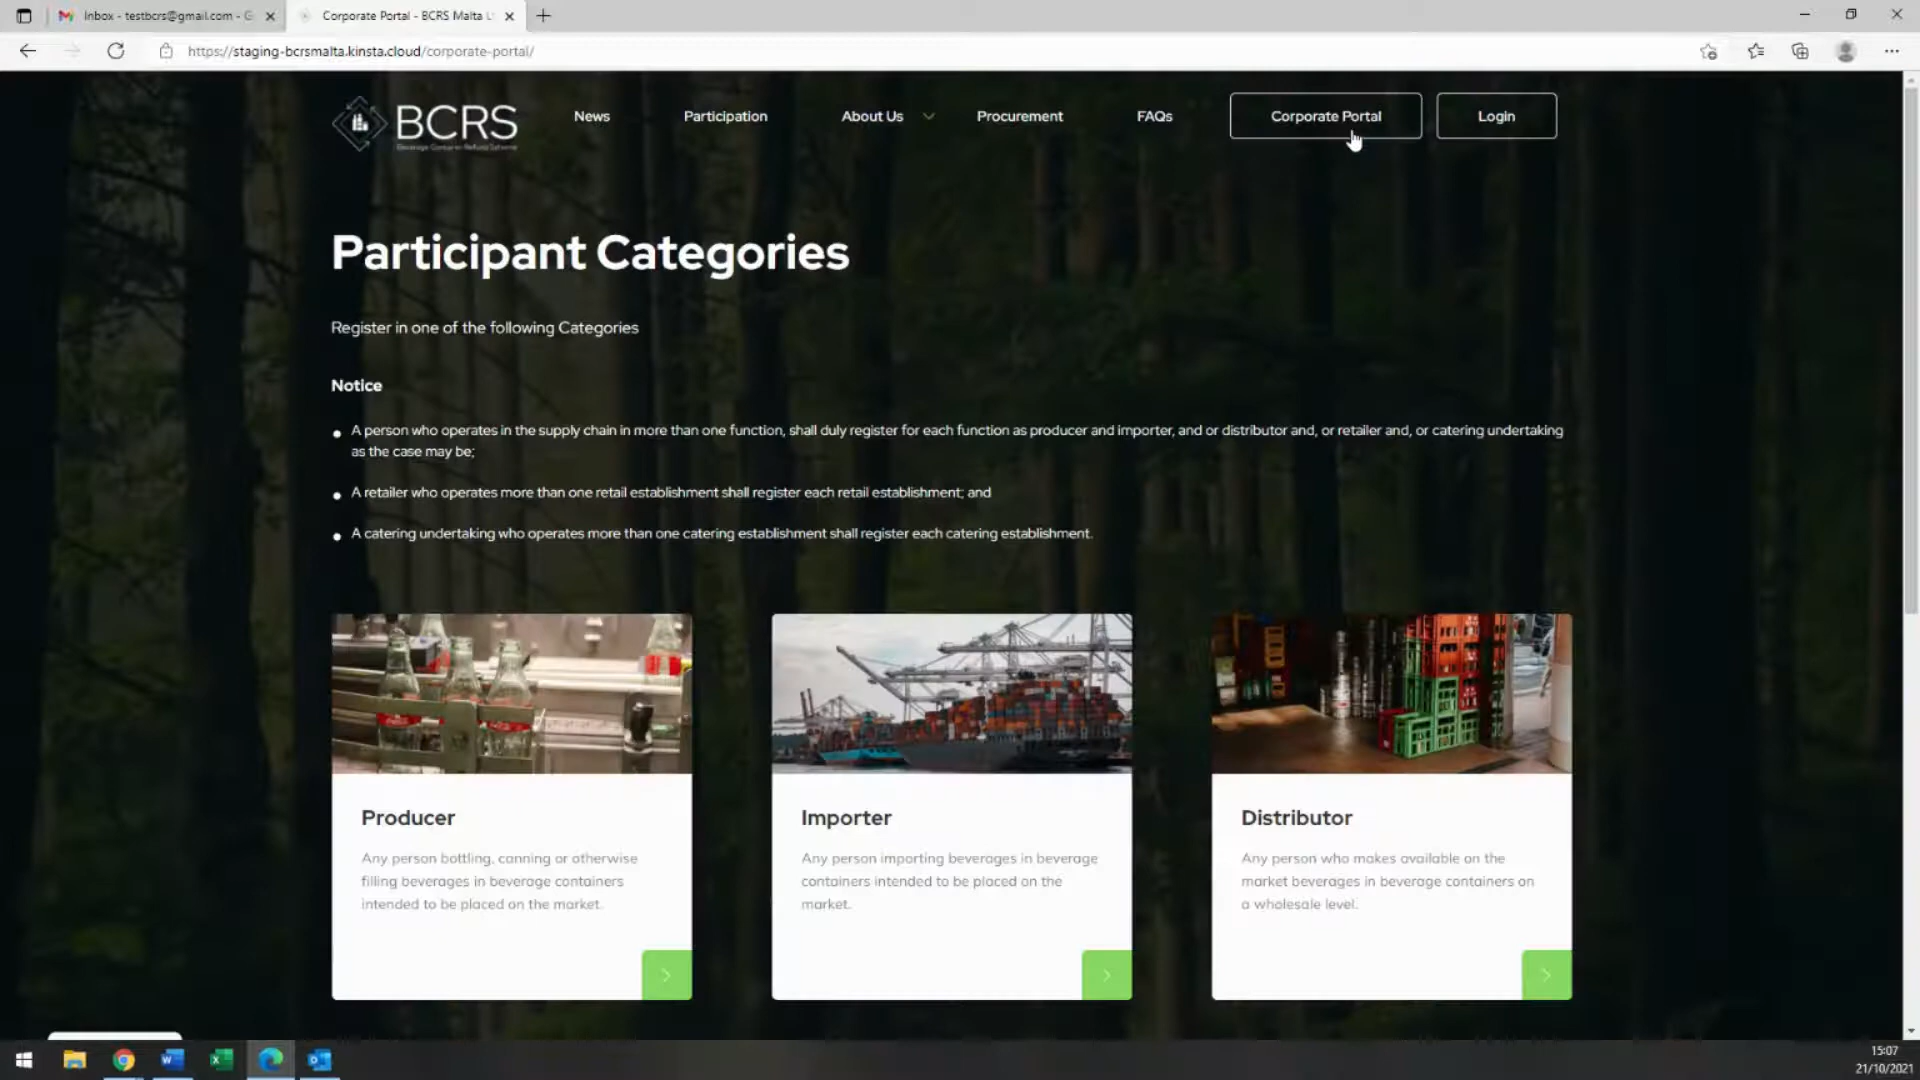 Inbox - testbcrs@gmail.com - G
Corporate Portal - BCRS Malta L
https://staging-bcrsmalta.kinsta.cloud/corporate-portal/
BCRS
Beverage Container Refund Scheme
News
Participation
About Us
Procurement
FAQs
Corporate Portal
Login
Participant Categories
Register in one of the following Categories
Notice
A person who operates in the supply chain in more than one function, shall duly register for each function as producer and importer, and or distributor and, or retailer and, or catering undertaking
as the case may be;
A retailer who operates more than one retail establishment shall register each retail establishment; and
A catering undertaking who operates more than one catering establishment shall register each catering establishment.
Producer
Any person bottling, canning or otherwise
filling beverages in beverage containers
intended to be placed on the market.
Importer
Any person importing beverages in beverage
containers intended to be placed on the
market.
Distributor
Any person who makes available on the
market beverages in beverage containers on
a wholesale level.
15:07
21/10/2021